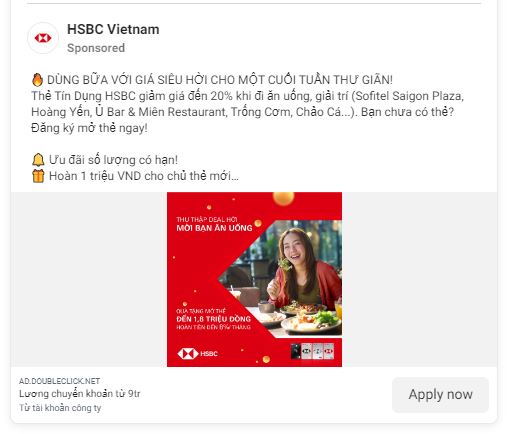 HSBC Vietnam
Sponsored
🔥 DÙNG BỮA VỚI GIÁ SIÊU HỜI CHO MỘT CUỐI TUẦN THƯ GIÃN!
Thẻ Tín Dụng HSBC giảm giá đến 20% khi đi ăn uống, giải trí (Sofitel Saigon Plaza,
Hoàng Yến, Ủ Bar & Miên Restaurant, Trống Cơm, Chảo Cá...). Bạn chưa có thẻ?
Đăng ký mở thẻ ngay!
🔔 Ưu đãi số lượng có hạn!
🎁 Hoàn 1 triệu VND cho chủ thẻ mới...
THU THẬP DEAL HỜI
MỜI BẠN ĂN UỐNG
QUÀ TẶNG MỞ THẺ
ĐẾN 1,8 TRIỆU ĐỒNG
HOÀN TIỀN ĐẾN 8%/ THÁNG
HSBC
AD.DOUBLECLICK.NET
Lương chuyển khoản từ 9tr
Từ tài khoản công ty
Apply now